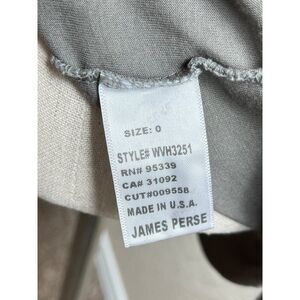 SIZE: 0
STYLE# WVH3251
RN# 95339
CA# 31092
CUT#009558
MADE IN U.S.A.
JAMES PERSE